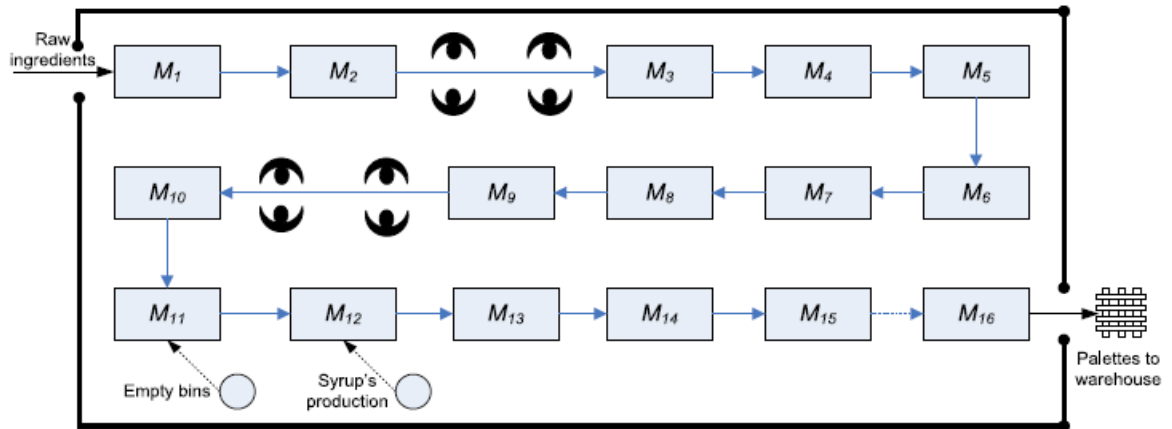 Raw
ingredients
M1
M2
M3
M4
M5
M10
M9
M8
M7
M6
M11
M12
M13
M14
M15
M16
Empty bins
Syrup's
production
Palettes to
warehouse